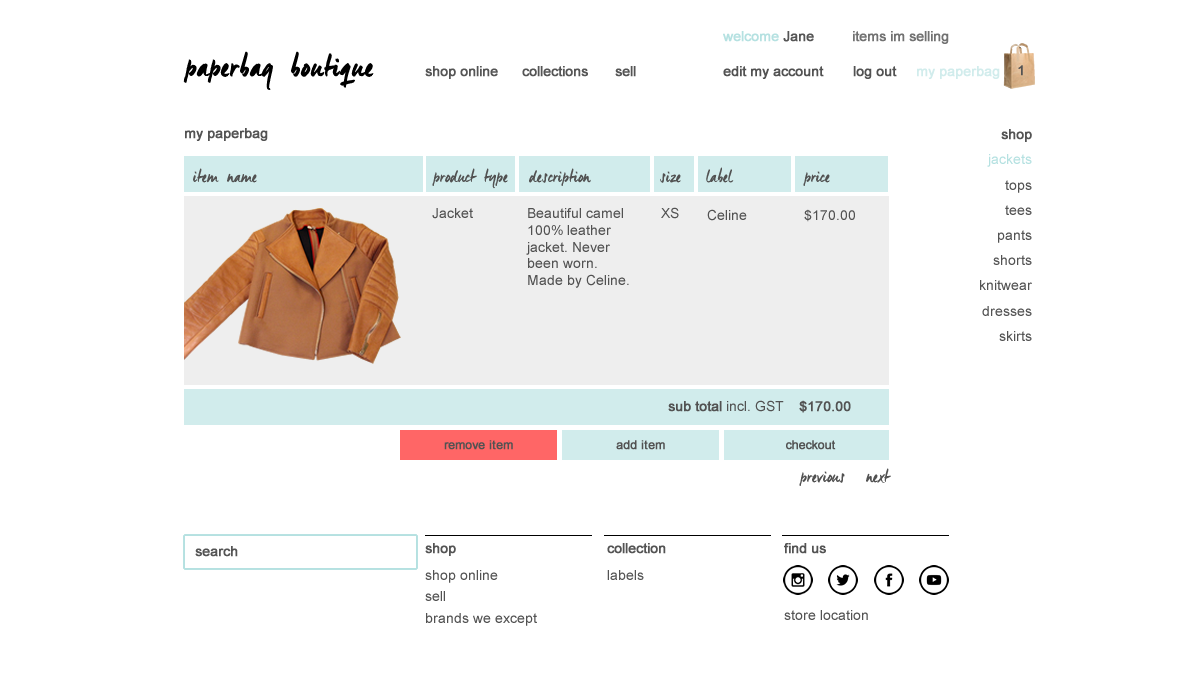 welcome Jane items im selling
paperbag boutique shop online collections sell edit my account log out my paperbag 1
my paperbag
item name product type description size label price
Jacket Beautiful camel XS Celine $170.00
100% leather
jacket. Never
been worn.
Made by Celine.
sub total incl. GST $170.00
remove item add item checkout
previous next
shop
jackets
tops
tees
pants
shorts
knitwear
dresses
skirts
search
shop
shop online
sell
brands we except
collection
labels
find us
store location